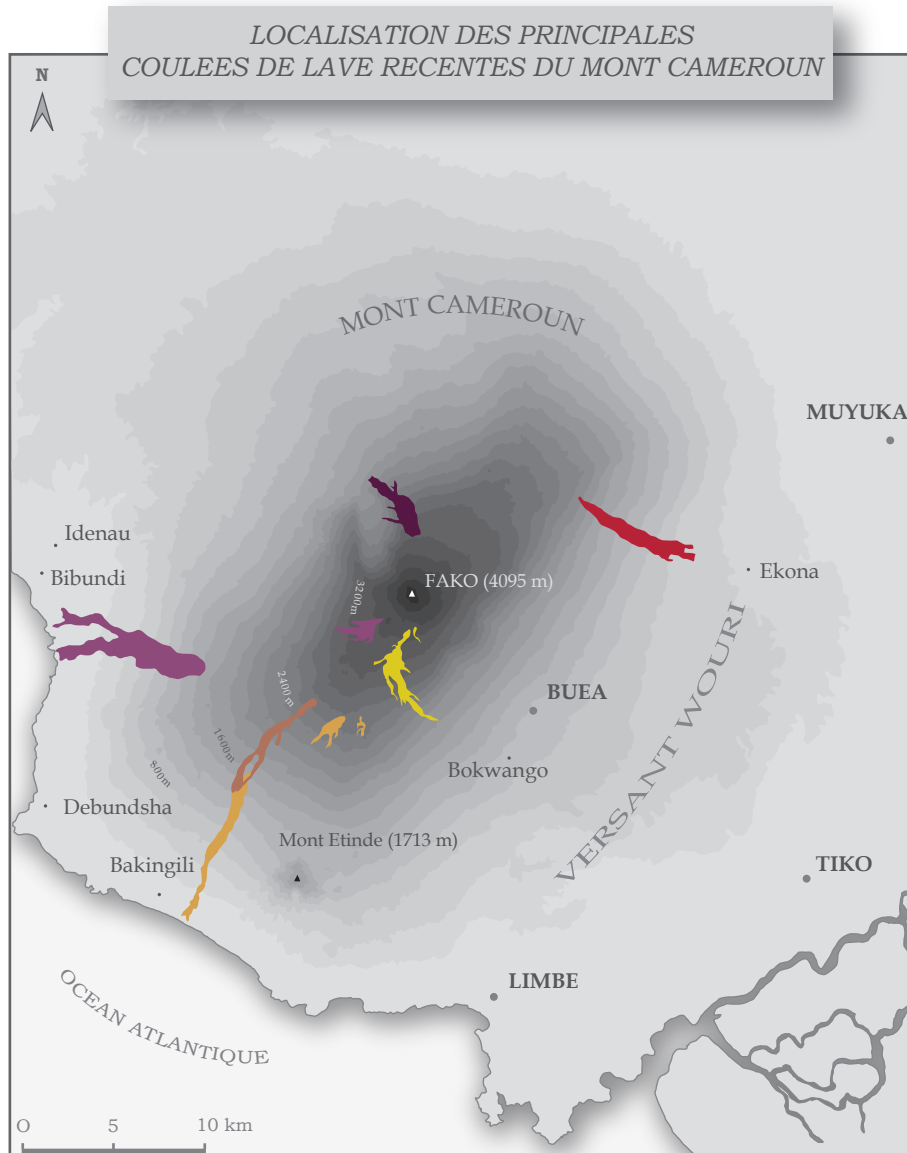 LOCALISATION DES PRINCIPALES
COULEES DE LAVE RECENTES DU MONT CAMEROUN
N
MONT CAMEROUN
MUYUKA
Idenau
Bibundi
Ekona
FAKO (4095 m)
3200m
2400 m
1600m
800m
BUEA
Bokwango
VERSANT WOURI
Debundsha
Mont Etinde (1713 m)
Bakingili
TIKO
LIMBE
OCEAN ATLANTIQUE
O 5 10 km